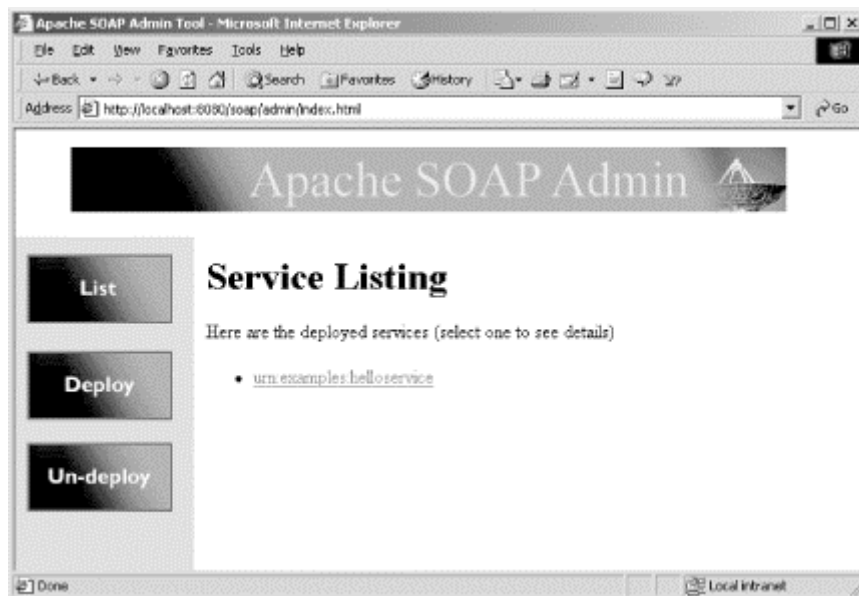 Apache SOAP Admin Tool - Microsoft Internet Explorer
File Edit View Favorites Tools Help
Back Search Favorites History
Address http://localhost:8080/soap/admin/index.html Go
Apache SOAP Admin
List
Deploy
Un-deploy
Service Listing
Here are the deployed services (select one to see details)
• urn:examples:helloservice
Done Local intranet